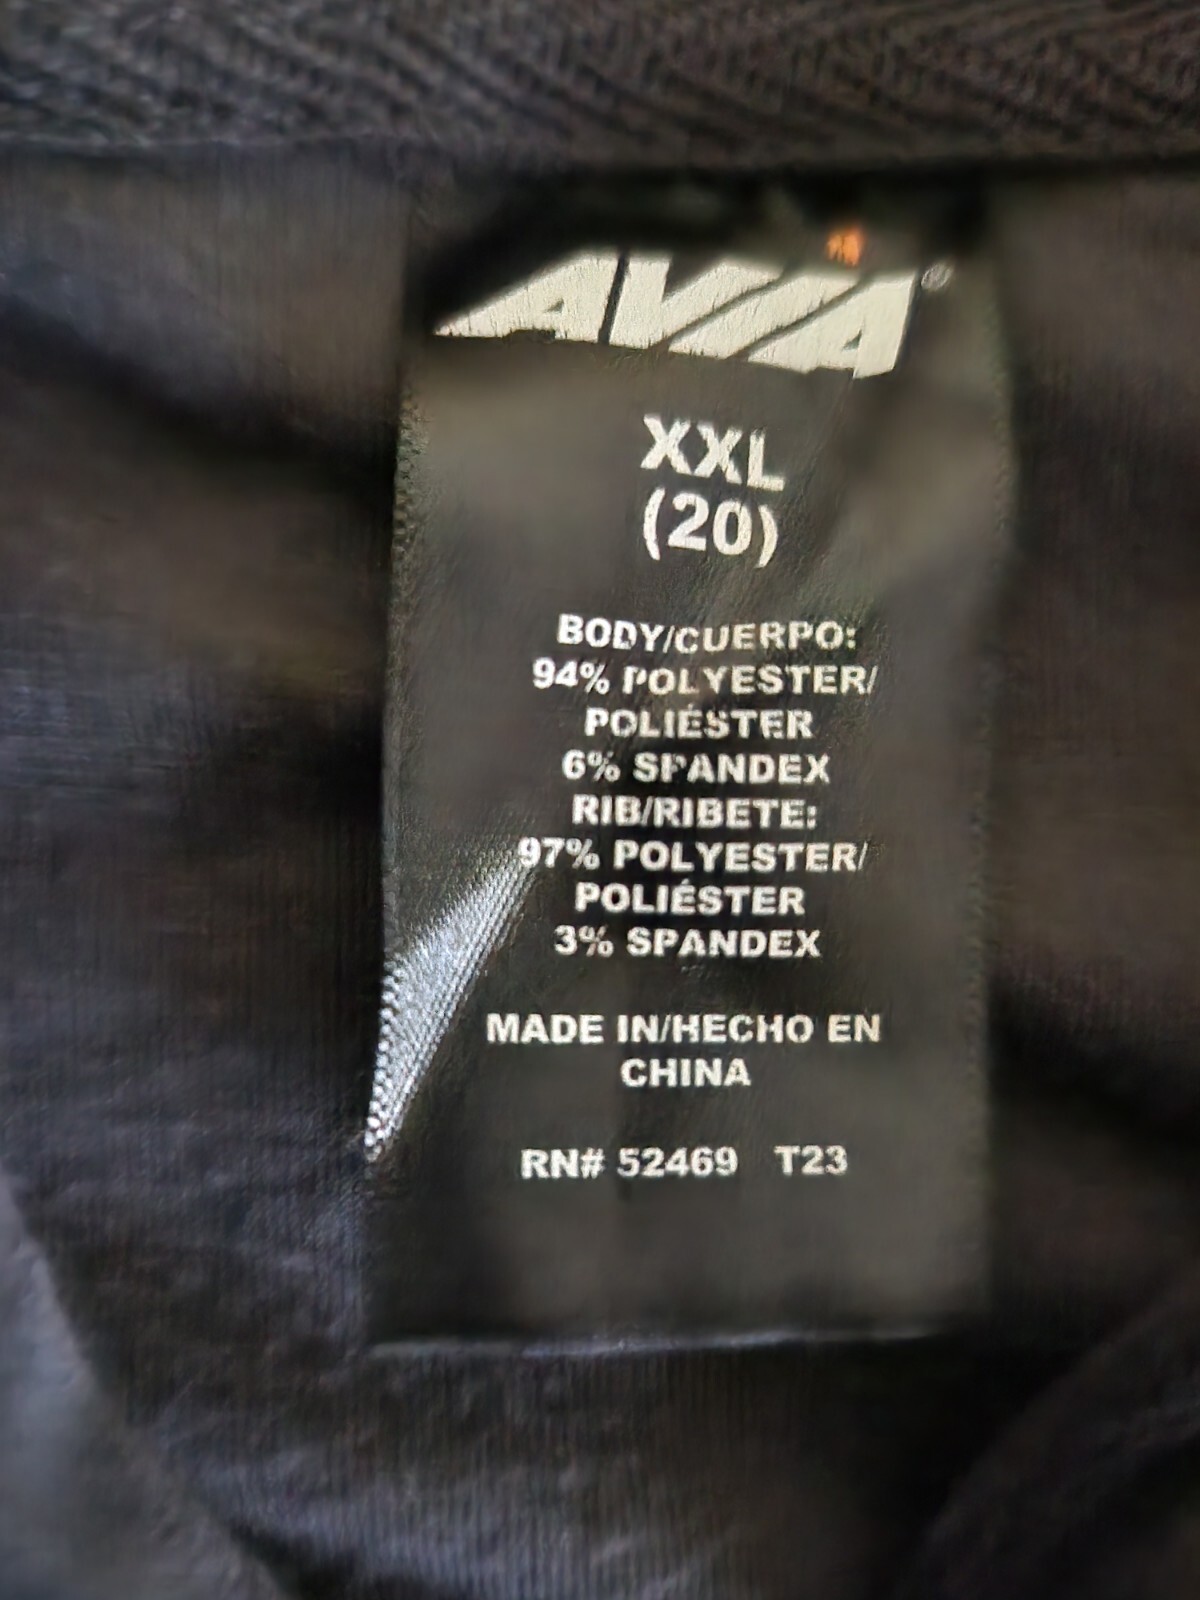 AVIA®
XXL
(20)
BODY/CUERPO:
94% POLYESTER/
POLIÉSTER
6% SPANDEX
RIB/RIBETE:
97% POLYESTER/
POLIÉSTER
3% SPANDEX
MADE IN/HECHO EN
CHINA
RN# 52469 T23